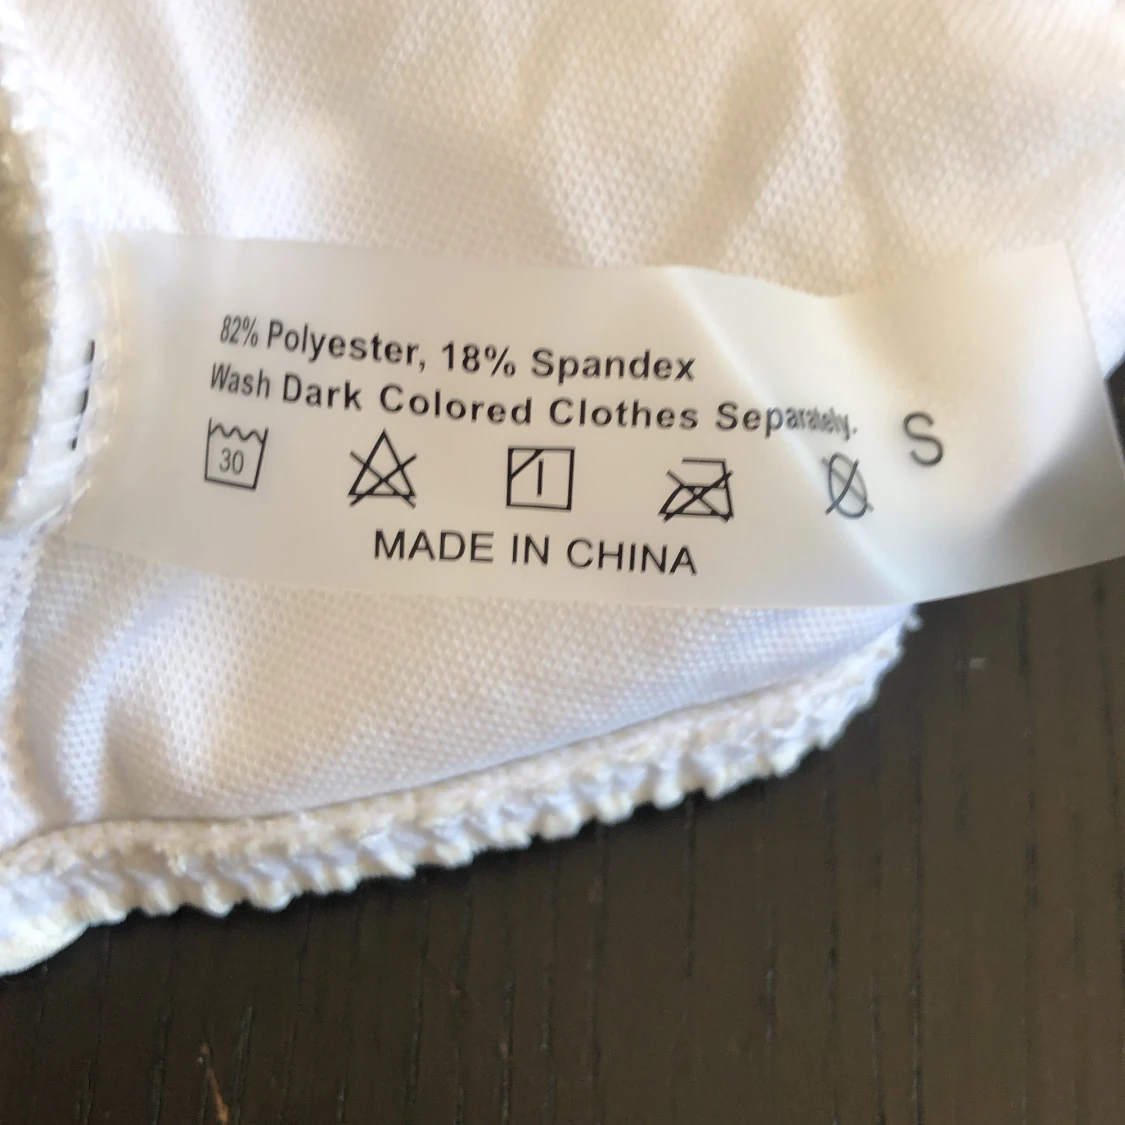 82% Polyester, 18% Spandex
Wash Dark Colored Clothes Separately.
S
30
MADE IN CHINA